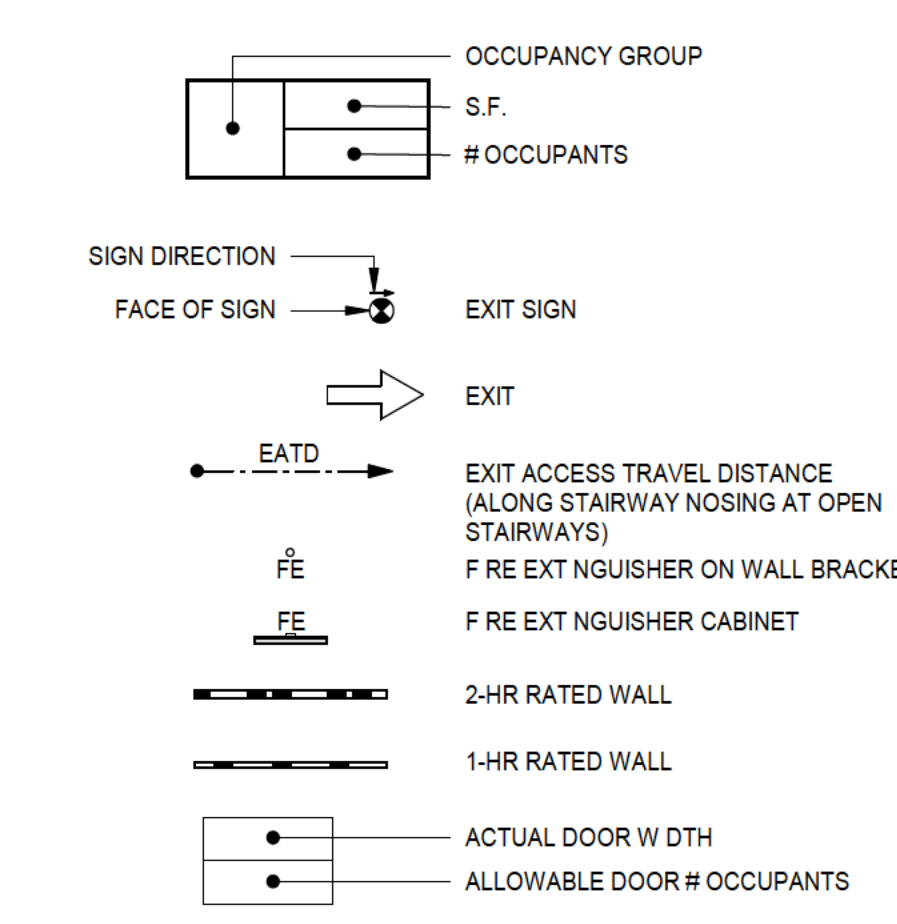 OCCUPANCY GROUP
S.F.
# OCCUPANTS
SIGN DIRECTION
FACE OF SIGN
EXIT SIGN
EXIT
EATD
EXIT ACCESS TRAVEL DISTANCE
(ALONG STAIRWAY NOSING AT OPEN
STAIRWAYS)
FE
F RE EXT NGUISHER ON WALL BRACKE
FE
F RE EXT NGUISHER CABINET
2-HR RATED WALL
1-HR RATED WALL
ACTUAL DOOR W DTH
ALLOWABLE DOOR # OCCUPANTS